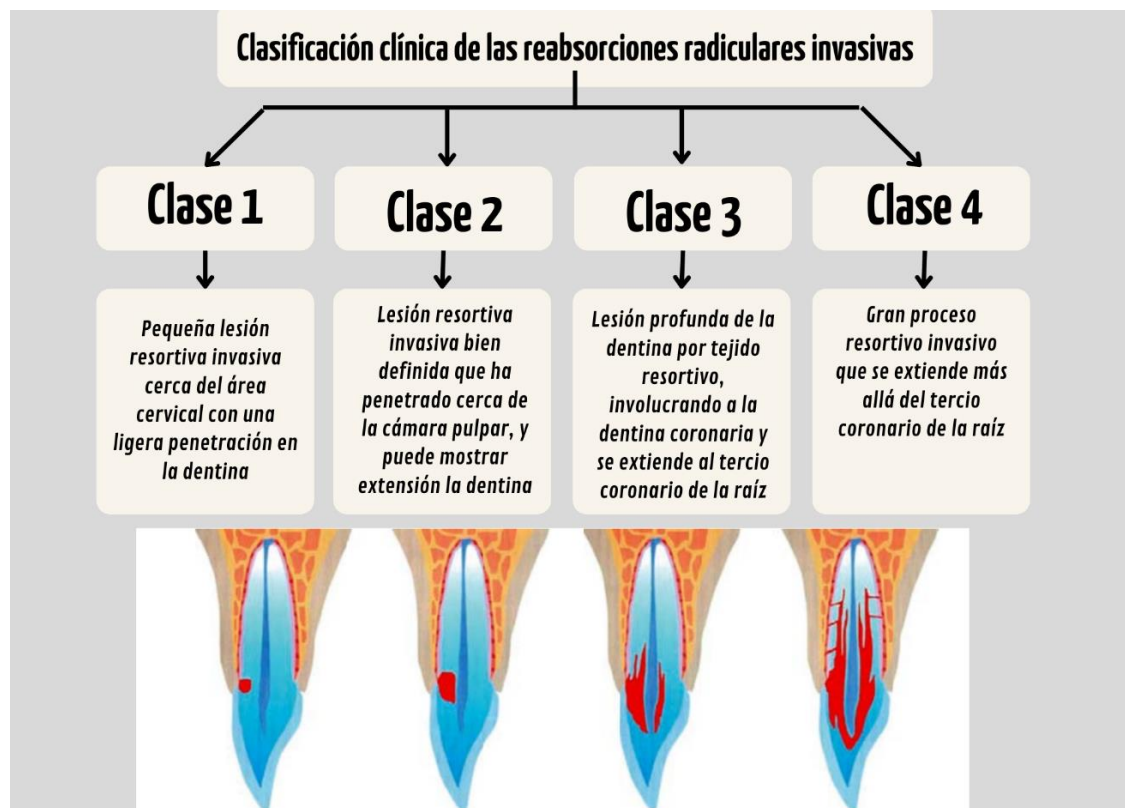 Clasificación clínica de las reabsorciones radiculares invasivas
Clase 1
Clase 2
Clase 3
Clase 4
Pequeña lesión
resortiva invasiva
cerca del área
cervical con una
ligera penetración en
la dentina
Lesión resortiva
invasiva bien
definida que ha
penetrado cerca de
la cámara pulpar, y
puede mostrar
extensión la dentina
Lesión profunda de la
dentina por tejido
resortivo,
involucrando a la
dentina coronaria y
se extiende al tercio
coronario de la raíz
Gran proceso
resortivo invasivo
que se extiende más
allá del tercio
coronario de la raíz